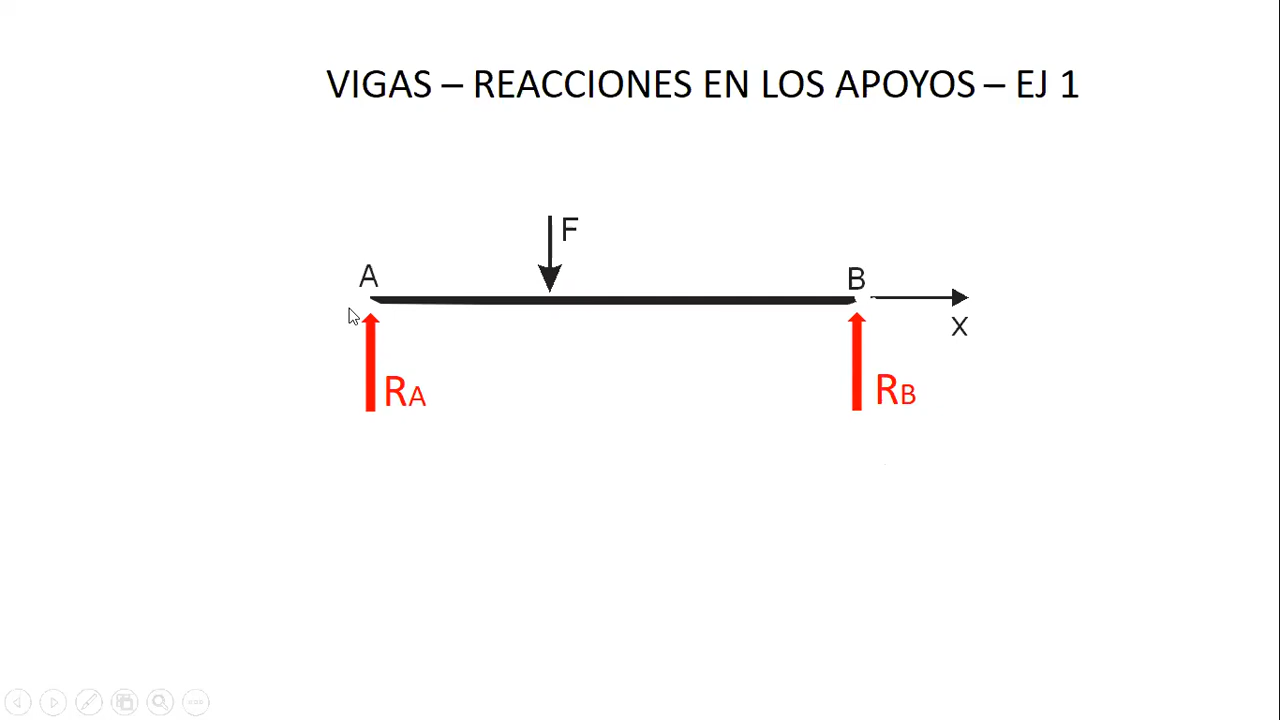 VIGAS – REACCIONES EN LOS APOYOS – EJ 1
F
A
B
x
RA
RB